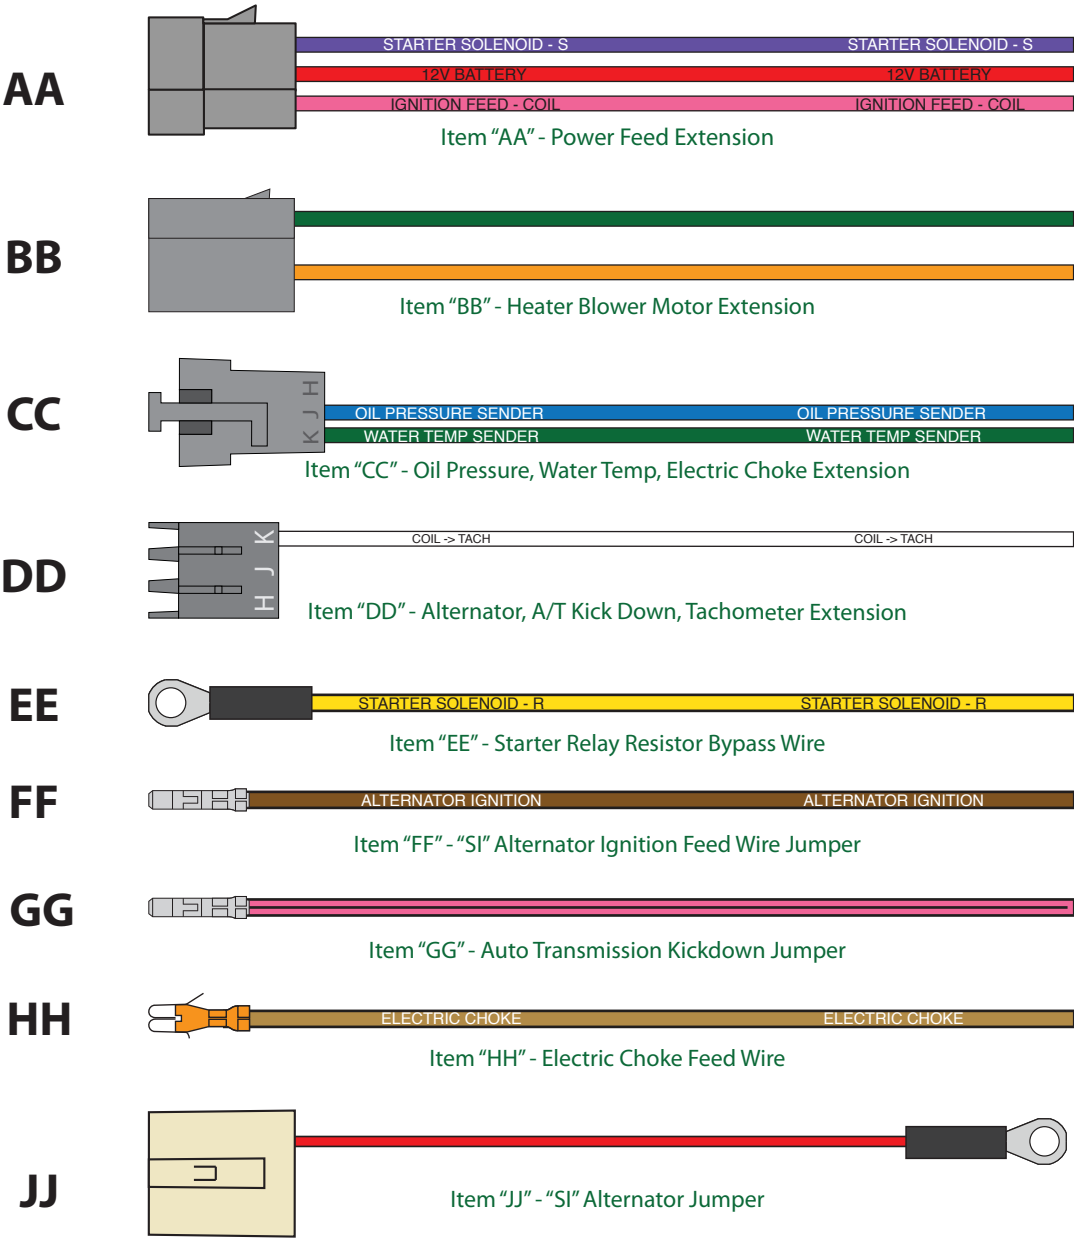 AA
STARTER SOLENOID - S STARTER SOLENOID - S
12V BATTERY 12V BATTERY
IGNITION FEED - COIL IGNITION FEED - COIL
Item “AA” - Power Feed Extension
BB
Item “BB” - Heater Blower Motor Extension
CC
H
J
K
OIL PRESSURE SENDER OIL PRESSURE SENDER
WATER TEMP SENDER WATER TEMP SENDER
Item “CC” - Oil Pressure, Water Temp, Electric Choke Extension
DD
K
J
H
COIL -> TACH COIL -> TACH
Item “DD” - Alternator, A/T Kick Down, Tachometer Extension
EE
STARTER SOLENOID - R STARTER SOLENOID - R
Item “EE” - Starter Relay Resistor Bypass Wire
FF
ALTERNATOR IGNITION ALTERNATOR IGNITION
Item “FF” - “SI” Alternator Ignition Feed Wire Jumper
GG
Item “GG” - Auto Transmission Kickdown Jumper
HH
ELECTRIC CHOKE ELECTRIC CHOKE
Item “HH” - Electric Choke Feed Wire
JJ
Item “JJ” - “SI” Alternator Jumper